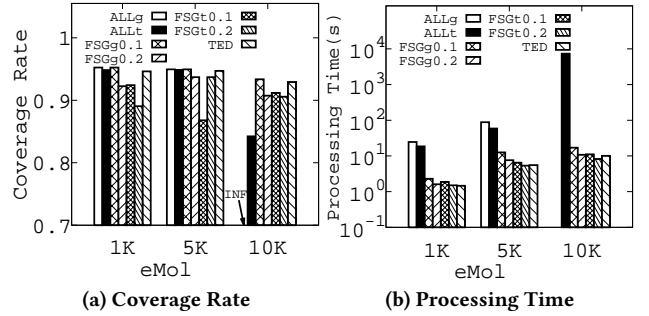 ALLg
ALLt
FSGg0.1
FSGg0.2
FSGt0.1
FSGt0.2
TED
Coverage Rate
1
0.9
0.8
0.7
INF
1K 5K 10K
eMol
(a) Coverage Rate
ALLg
ALLt
FSGg0.1
FSGg0.2
FSGt0.1
FSGt0.2
TED
Processing Time(s)
10^4
10^3
10^2
10^1
10^0
10^-1
1K 5K 10K
eMol
(b) Processing Time